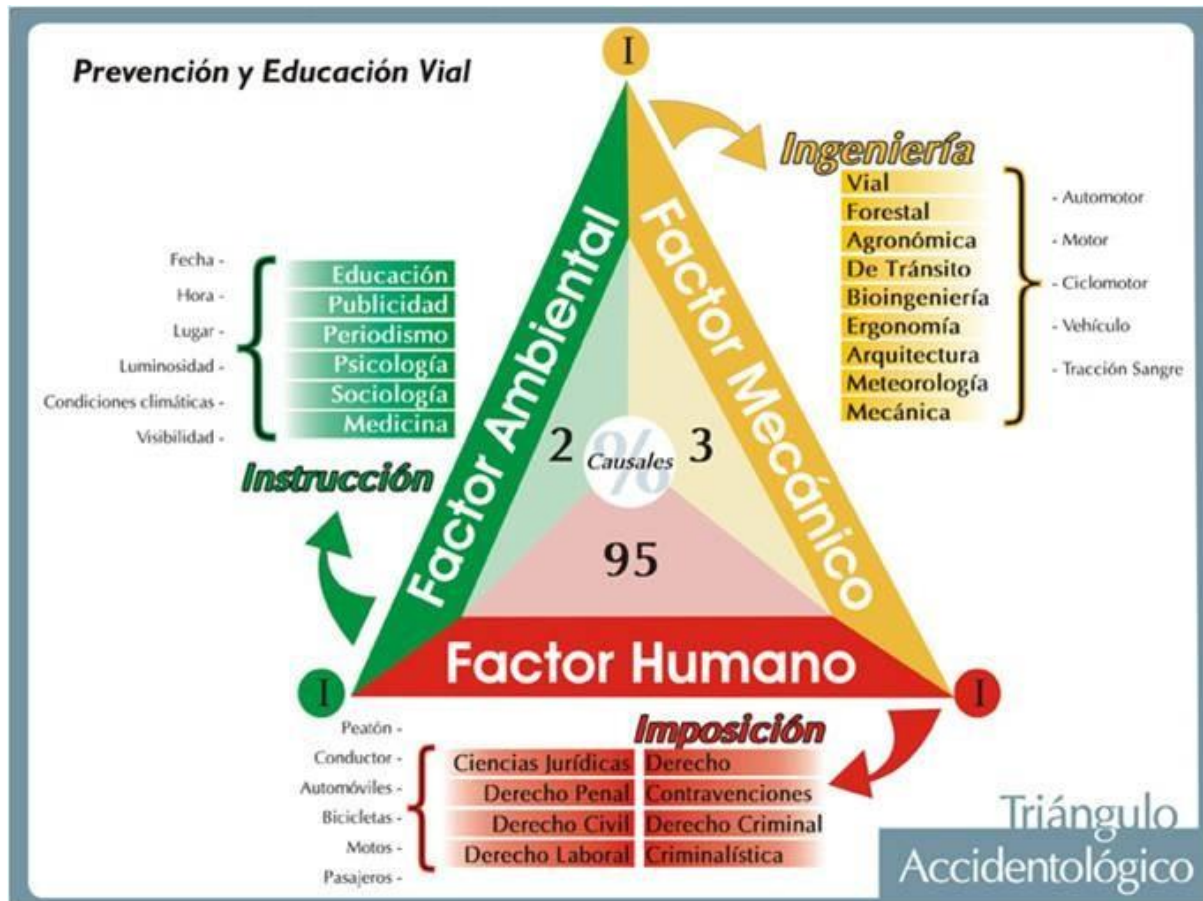 Prevención y Educación Vial
I
Ingeniería
Vial
Forestal
Agronómica
De Tránsito
Bioingeniería
Ergonomía
Arquitectura
Meteorología
Mecánica
- Automotor
- Motor
- Ciclomotor
- Vehículo
- Tracción Sangre
Factor Mecánico
Factor Ambiental
Fecha -
Hora -
Lugar -
Luminosidad -
Condiciones climáticas -
Visibilidad -
Educación
Publicidad
Periodismo
Psicología
Sociología
Medicina
Instrucción
2
%
Causales
3
95
Factor Humano
I
I
Imposición
Peatón -
Conductor -
Automóviles -
Bicicletas -
Motos -
Pasajeros -
Ciencias Jurídicas Derecho
Derecho Penal Contravenciones
Derecho Civil Derecho Criminal
Derecho Laboral Criminalística
Triángulo
Accidentológico